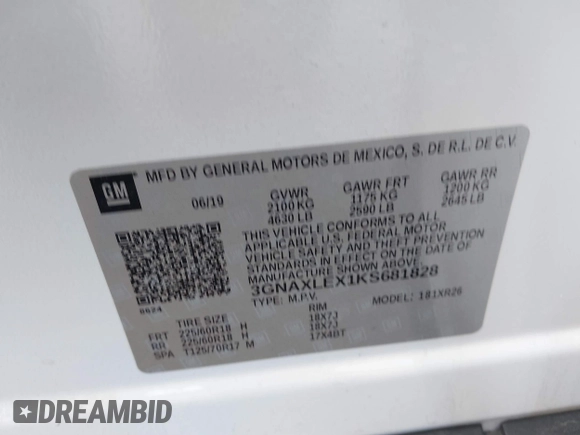 GM
MFD BY GENERAL MOTORS DE MEXICO, S. DE R.L. DE C.V.
06/19 GVWR GAWR FRT GAWR RR
2100 KG 1175 KG 1200 KG
4630 LB 2590 LB 2645 LB
THIS VEHICLE CONFORMS TO ALL
APPLICABLE U.S. FEDERAL MOTOR
VEHICLE SAFETY AND THEFT PREVENTION
STANDARDS IN EFFECT ON THE DATE OF
MANUFACTURE SHOWN ABOVE.
3GNAXLEX1KS681828
TYPE: M.P.V. MODEL: 181XR26
0624
TIRE SIZE RIM
FRT 225/60R18 H 18X7J
RR 225/60R18 H 18X7J
SPA T125/70R17 M 17X4BT
DREAMBID